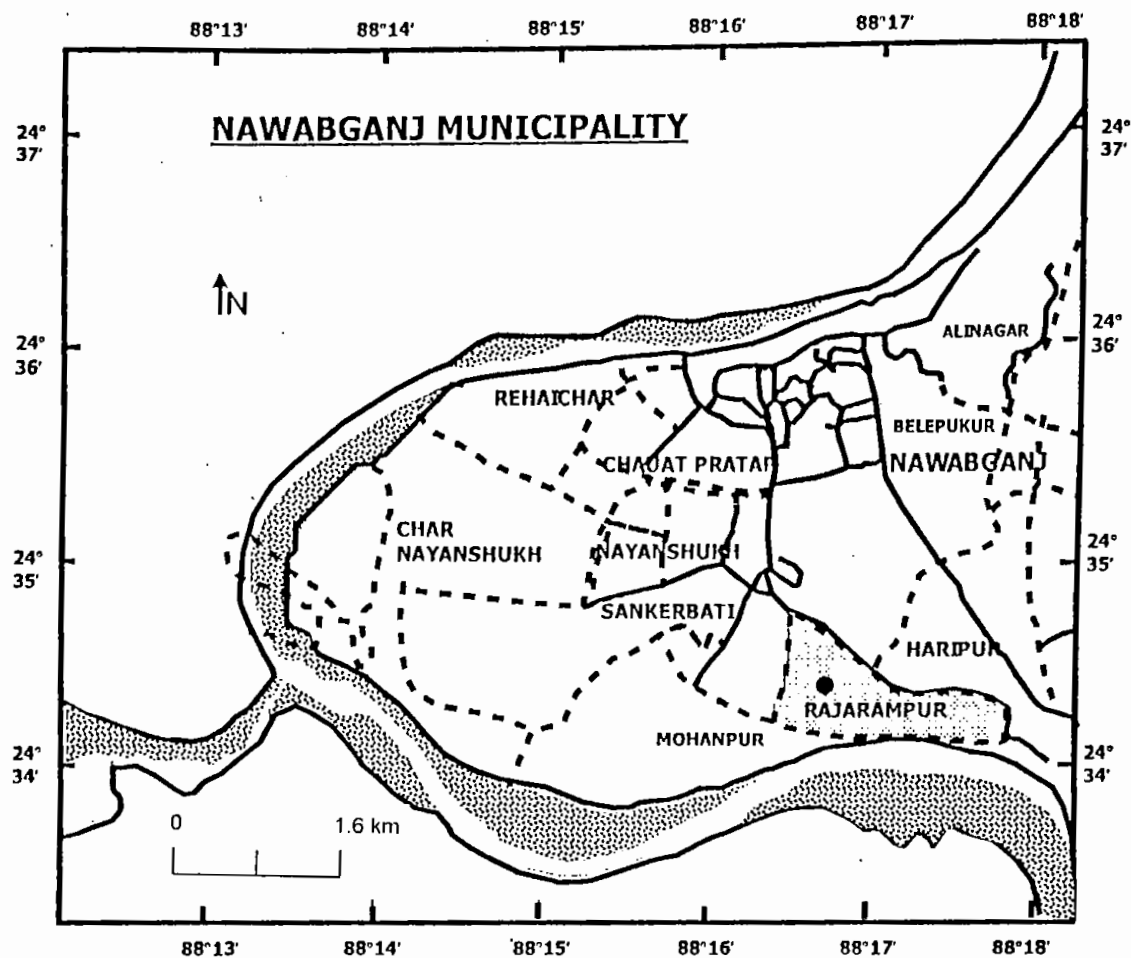 88°13' 88°14' 88°15' 88°16' 88°17' 88°18'
NAWABGANJ MUNICIPALITY
24°
37'
24°
37'
N
ALINAGAR
24°
36'
24°
36'
REHAICHAR
BELEPUKUR
CHAUAT PRATAP
NAWABGANJ
CHAR
NAYANSHUKH
NAYANSHUKH
24°
35'
24°
35'
SANKERBATI
HARIPUR
RAJARAMPUR
MOHANPUR
24°
34'
24°
34'
0 1.6 km
88°13' 88°14' 88°15' 88°16' 88°17' 88°18'